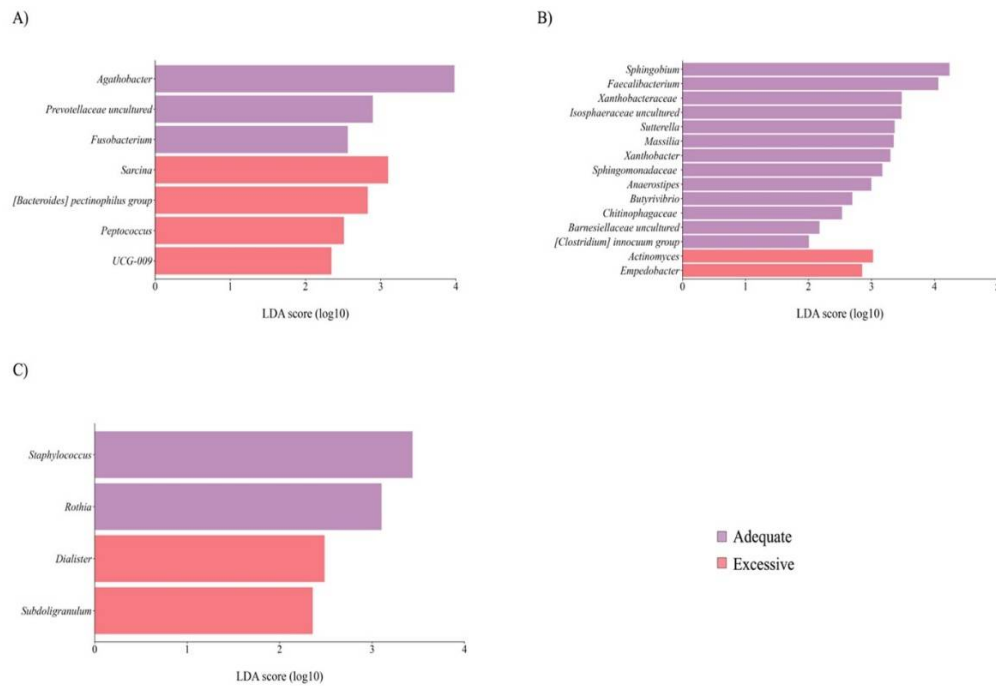 A)
Agathobacter
Prevotellaceae uncultured
Fusobacterium
Sarcina
[Bacteroides] pectinophilus group
Peptococcus
UCG-009
0 1 2 3 4
LDA score (log10)
B)
Sphingobium
Faecalibacterium
Xanthobacteraceae
Isosphaeraceae uncultured
Sutterella
Massilia
Xanthobacter
Sphingomonadaceae
Anaerostipes
Butyrivibrio
Chitinophagaceae
Barnesiellaceae uncultured
[Clostridium] innocuum group
Actinomyces
Empedobacter
0 1 2 3 4 5
LDA score (log10)
C)
Staphylococcus
Rothia
Dialister
Subdoligranulum
0 1 2 3 4
LDA score (log10)
Adequate
Excessive